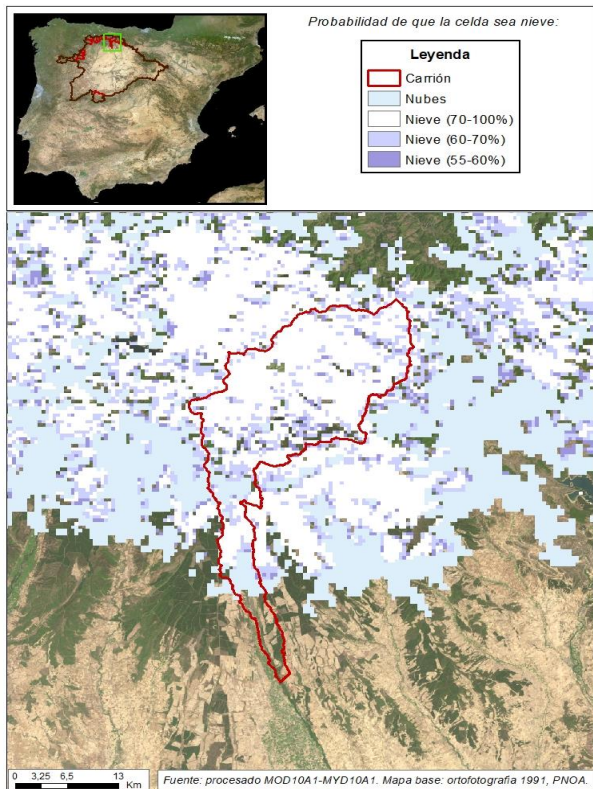 Probabilidad de que la celda sea nieve:
Leyenda
Carrión
Nubes
Nieve (70-100%)
Nieve (60-70%)
Nieve (55-60%)
0 3,25 6,5 13
Km
Fuente: procesado MOD10A1-MYD10A1. Mapa base: ortofotografia 1991, PNOA.